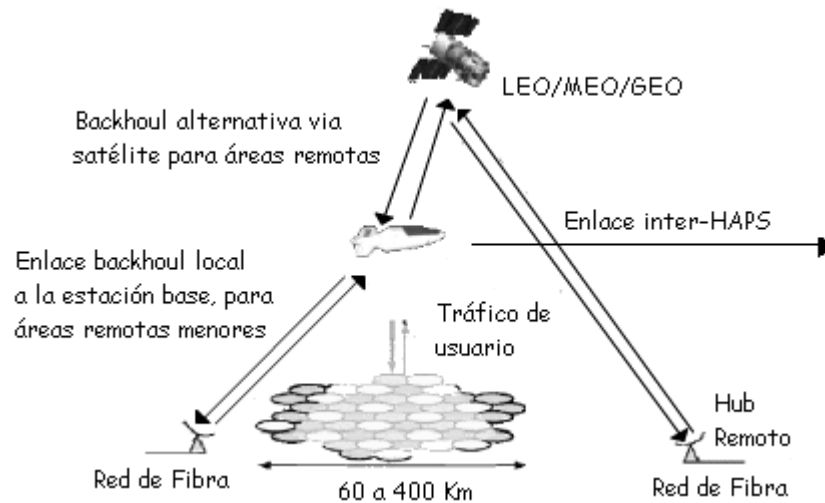 LEO/MEO/GEO
Backhoul alternativa via
satélite para áreas remotas
Enlace inter-HAPS
Enlace backhoul local
a la estación base, para
áreas remotas menores
Tráfico de
usuario
Hub
Remoto
Red de Fibra
60 a 400 Km
Red de Fibra